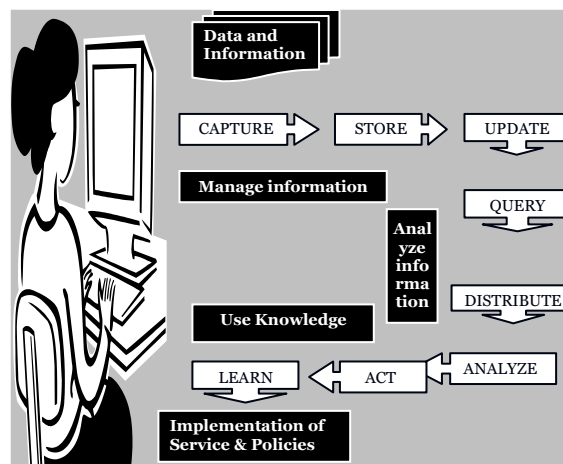 Data and
Information
CAPTURE
STORE
UPDATE
Manage information
QUERY
Anal
yze
info
rma
tion
DISTRIBUTE
Use Knowledge
LEARN
ACT
ANALYZE
Implementation of
Service & Policies